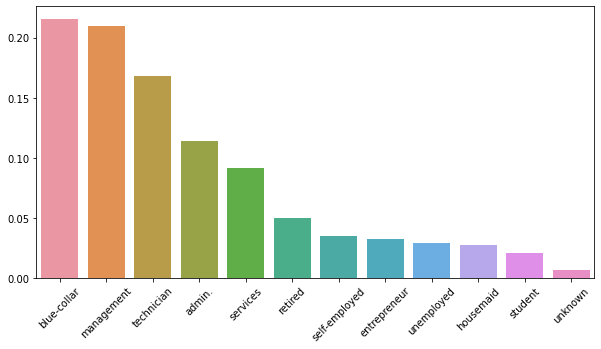 0.20
0.15
0.10
0.05
0.00
blue-collar
management
technician
admin.
services
retired
self-employed
entrepreneur
unemployed
housemaid
student
unknown